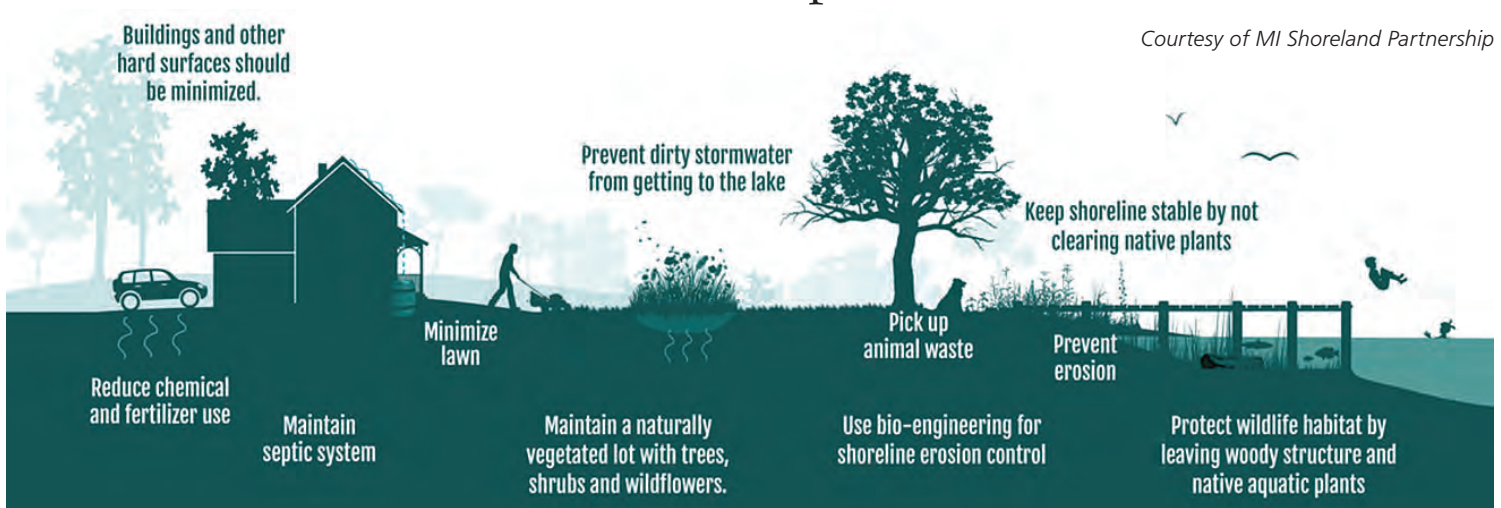 Courtesy of MI Shoreland Partnership
Buildings and other
hard surfaces should
be minimized.
Prevent dirty stormwater
from getting to the lake
Keep shoreline stable by not
clearing native plants
Minimize
lawn
Pick up
animal waste
Prevent
erosion
Reduce chemical
and fertilizer use
Maintain
septic system
Maintain a naturally
vegetated lot with trees,
shrubs and wildflowers.
Use bio-engineering for
shoreline erosion control
Protect wildlife habitat by
leaving woody structure and
native aquatic plants